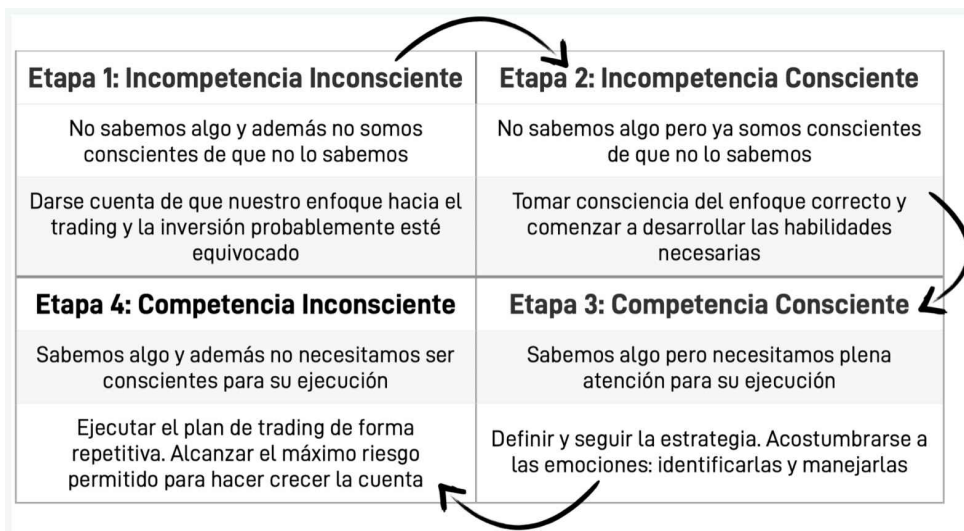 Etapa 1: Incompetencia Inconsciente
No sabemos algo y además no somos
conscientes de que no lo sabemos
Darse cuenta de que nuestro enfoque hacia el
trading y la inversión probablemente esté
equivocado
Etapa 2: Incompetencia Consciente
No sabemos algo pero ya somos conscientes
de que no lo sabemos
Tomar consciencia del enfoque correcto y
comenzar a desarrollar las habilidades
necesarias
Etapa 4: Competencia Inconsciente
Sabemos algo y además no necesitamos ser
conscientes para su ejecución
Ejecutar el plan de trading de forma
repetitiva. Alcanzar el máximo riesgo
permitido para hacer crecer la cuenta
Etapa 3: Competencia Consciente
Sabemos algo pero necesitamos plena
atención para su ejecución
Definir y seguir la estrategia. Acostumbrarse a
las emociones: identificarlas y manejarlas